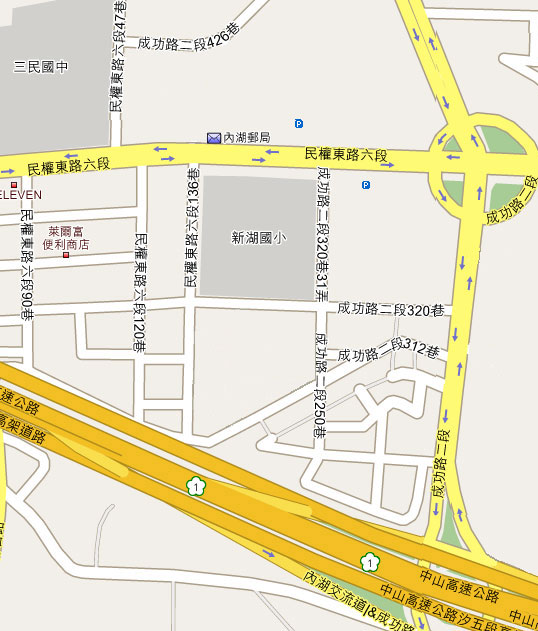 民權東路六段47巷
成功路二段426巷
三民國中
內湖郵局
P
民權東路六段
民權東路六段
P
ELEVEN
萊爾富
便利商店
民權東路六段90巷
民權東路六段120巷
民權東路六段136巷
新湖國小
成功路二段320巷31弄
成功路二段
成功路二段320巷
成功路二段312巷
成功路二段250巷
成功路二段
高速公路
高架道路
1
1
中山高速公路
中山高速公路汐五段高
中山
內湖交流道|&成功路